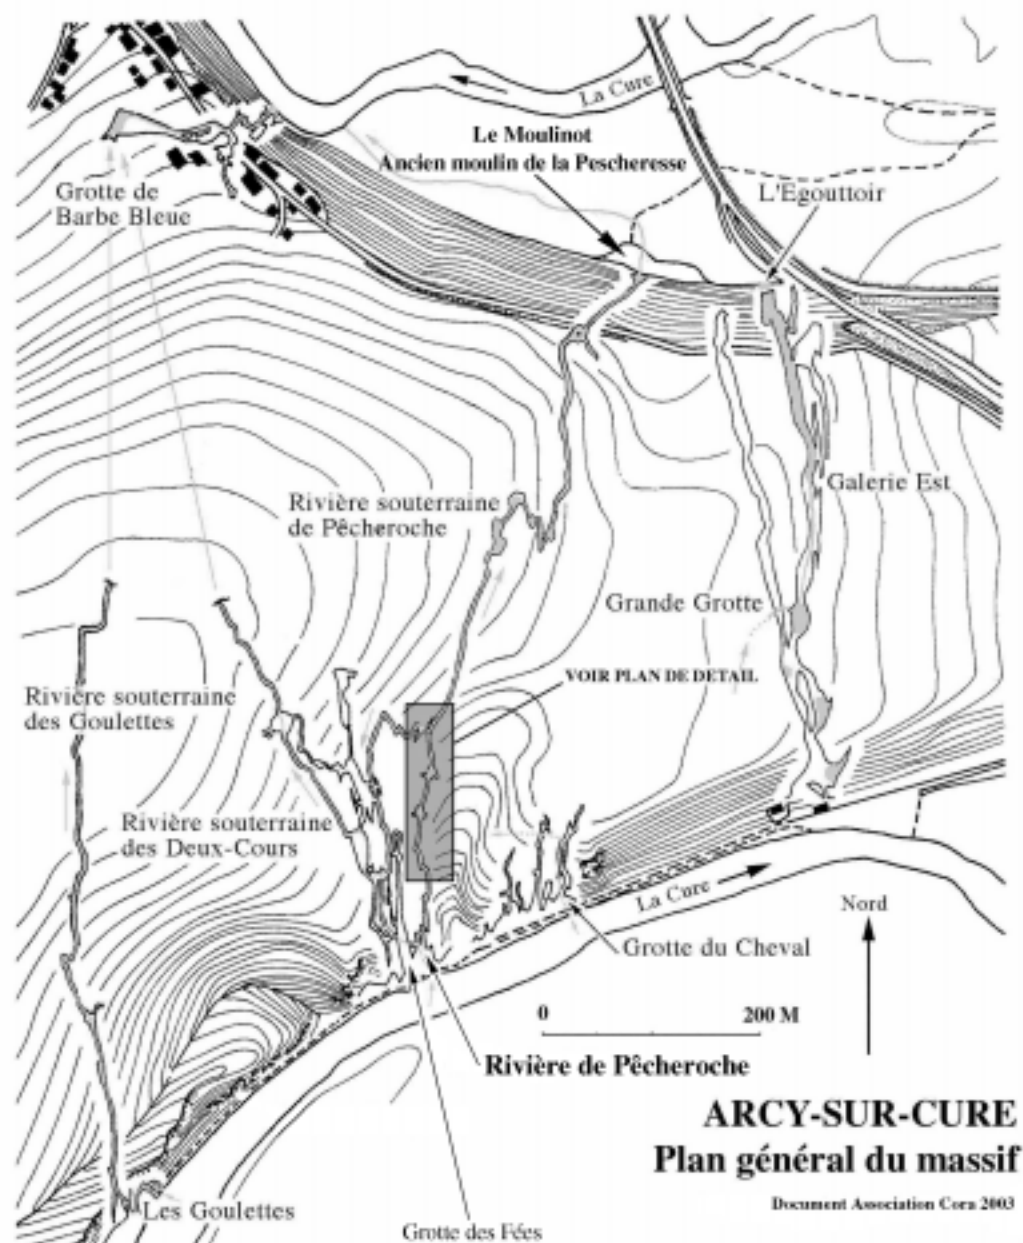 La Cure
Le Moulinot
Ancien moulin de la Pescheresse
L'Egouttoir
Grotte de
Barbe Bleue
Rivière souterraine
de Pêcheroche
Galerie Est
Grande Grotte
VOIR PLAN DE DETAIL
Rivière souterraine
des Goulettes
Rivière souterraine
des Deux-Cours
La Cure
Nord
Grotte du Cheval
0 200 M
Rivière de Pêcheroche
ARCY-SUR-CURE
Plan général du massif
Document Association Cora 2003
Les Goulettes
Grotte des Fées